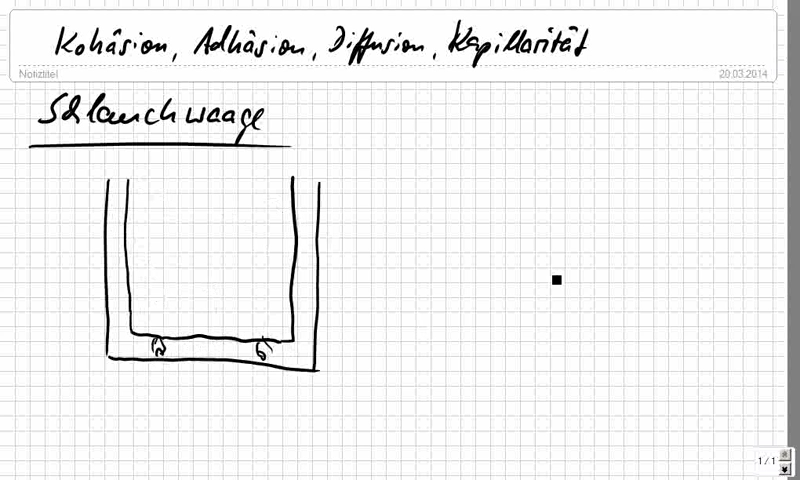 Kohäsion, Adhäsion, Diffusion, Kapillarität
Notiztitel 20.03.2014
Schlauchwaage
1/1